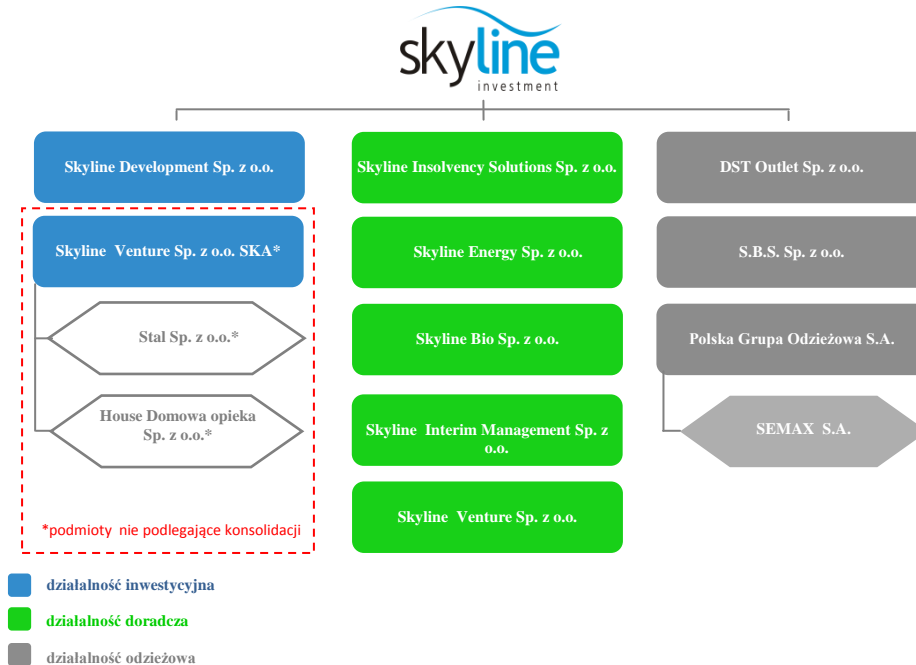 skyline
investment
Skyline Development Sp. z o.o.
Skyline Venture Sp. z o.o. SKA*
Stal Sp. z o.o.*
House Domowa opieka
Sp. z o.o.*
*podmioty nie podlegające konsolidacji
Skyline Insolvency Solutions Sp. z o.o.
Skyline Energy Sp. z o.o.
Skyline Bio Sp. z o.o.
Skyline Interim Management Sp. z
o.o.
Skyline Venture Sp. z o.o.
DST Outlet Sp. z o.o.
S.B.S. Sp. z o.o.
Polska Grupa Odzieżowa S.A.
SEMAX S.A.
działalność inwestycyjna
działalność doradcza
działalność odzieżowa